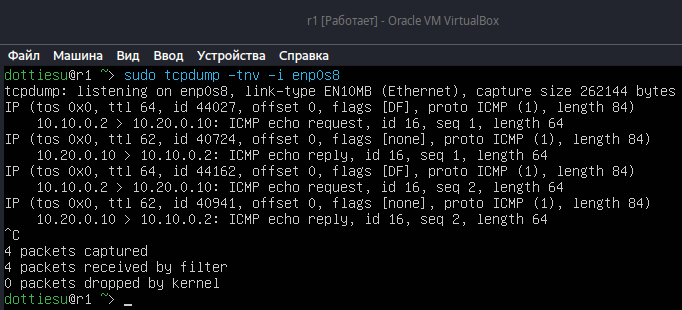 r1 [Работает] - Oracle VM VirtualBox
Файл Машина Вид Ввод Устройства Справка
dottiesu@r1 ~> sudo tcpdump -tnv -i enp0s8
tcpdump: listening on enp0s8, link-type EN10MB (Ethernet), capture size 262144 bytes
IP (tos 0x0, ttl 64, id 44027, offset 0, flags [DF], proto ICMP (1), length 84)
    10.10.0.2 > 10.20.0.10: ICMP echo request, id 16, seq 1, length 64
IP (tos 0x0, ttl 62, id 40724, offset 0, flags [none], proto ICMP (1), length 84)
    10.20.0.10 > 10.10.0.2: ICMP echo reply, id 16, seq 1, length 64
IP (tos 0x0, ttl 64, id 44162, offset 0, flags [DF], proto ICMP (1), length 84)
    10.10.0.2 > 10.20.0.10: ICMP echo request, id 16, seq 2, length 64
IP (tos 0x0, ttl 62, id 40941, offset 0, flags [none], proto ICMP (1), length 84)
    10.20.0.10 > 10.10.0.2: ICMP echo reply, id 16, seq 2, length 64
^C
4 packets captured
4 packets received by filter
0 packets dropped by kernel
dottiesu@r1 ~> _